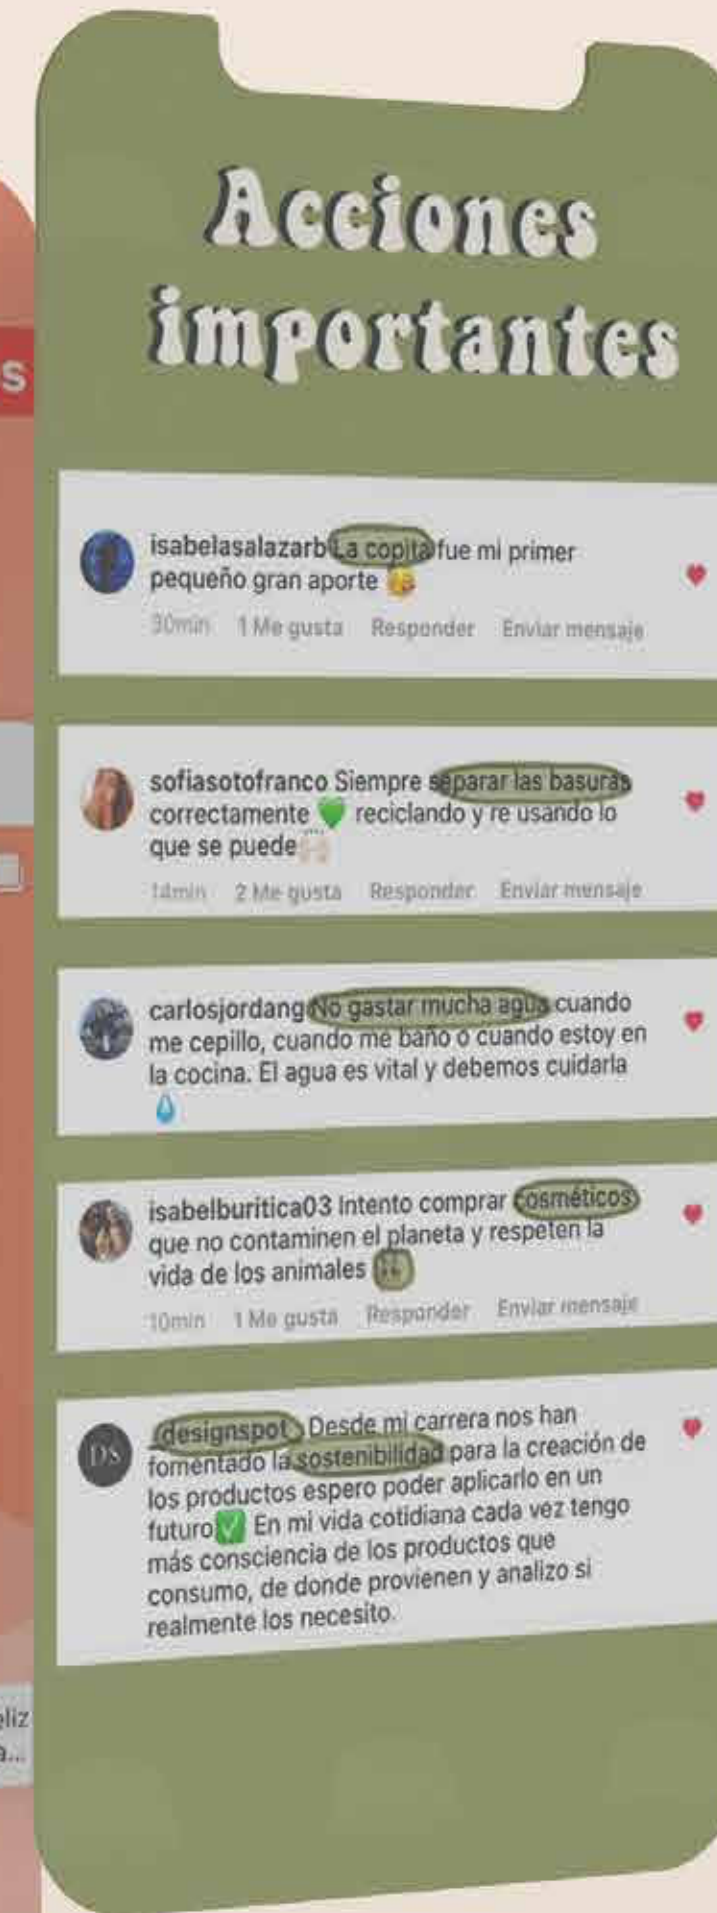 Acciones
importantes
isabelasalazarb La copita fue mi primer
pequeño gran aporte 😘
30min 1 Me gusta Responder Enviar mensaje
sofiasotofranco Siempre separar las basuras
correctamente 💚 reciclando y re usando lo
que se puede🙌🏻
14min 2 Me gusta Responder Enviar mensaje
carlosjordang No gastar mucha agua cuando
me cepillo, cuando me baño o cuando estoy en
la cocina. El agua es vital y debemos cuidarla
💧
isabelburitica03 Intento comprar cosméticos
que no contaminen el planeta y respeten la
vida de los animales
10min 1 Me gusta Responder Enviar mensaje
DS
designspot_ Desde mi carrera nos han
fomentado la sostenibilidad para la creación de
los productos espero poder aplicarlo en un
futuro✅ En mi vida cotidiana cada vez tengo
más consciencia de los productos que
consumo, de donde provienen y analizo si
realmente los necesito.
s
eliz
a...